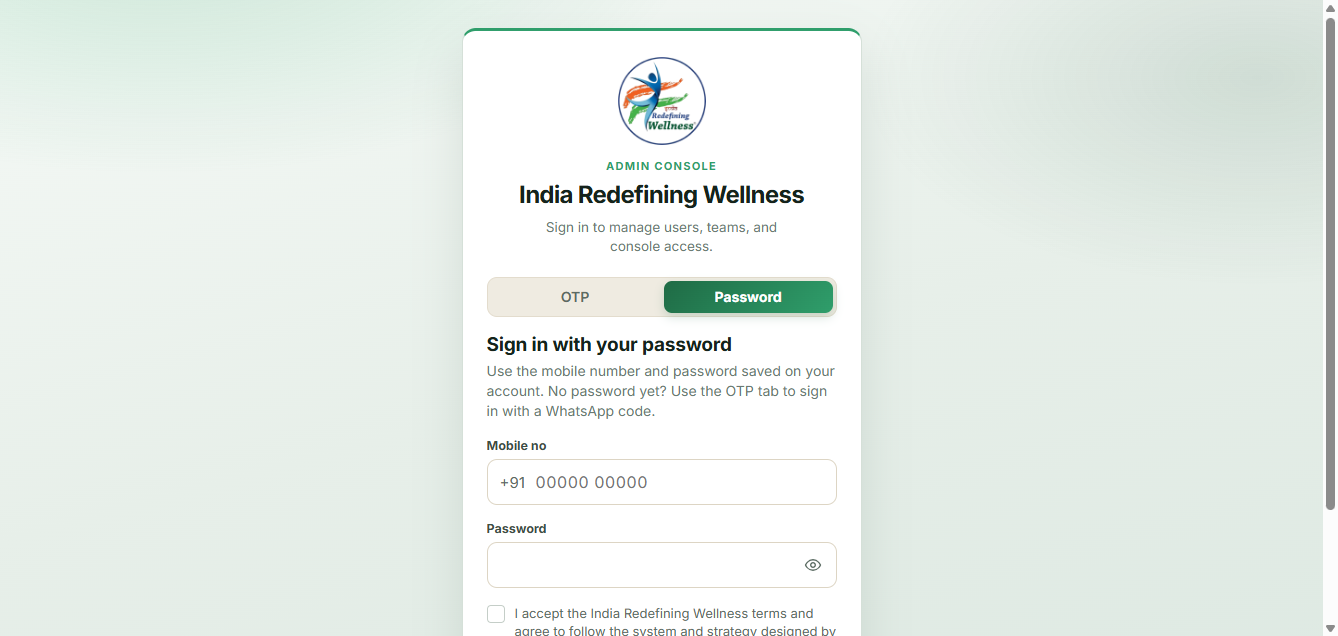 Redefining
Wellness
ADMIN CONSOLE
India Redefining Wellness
Sign in to manage users, teams, and
console access.
OTP
Password
Sign in with your password
Use the mobile number and password saved on your
account. No password yet? Use the OTP tab to sign
in with a WhatsApp code.
Mobile no
+91 00000 00000
Password
I accept the India Redefining Wellness terms and
agree to follow the system and strategy designed by